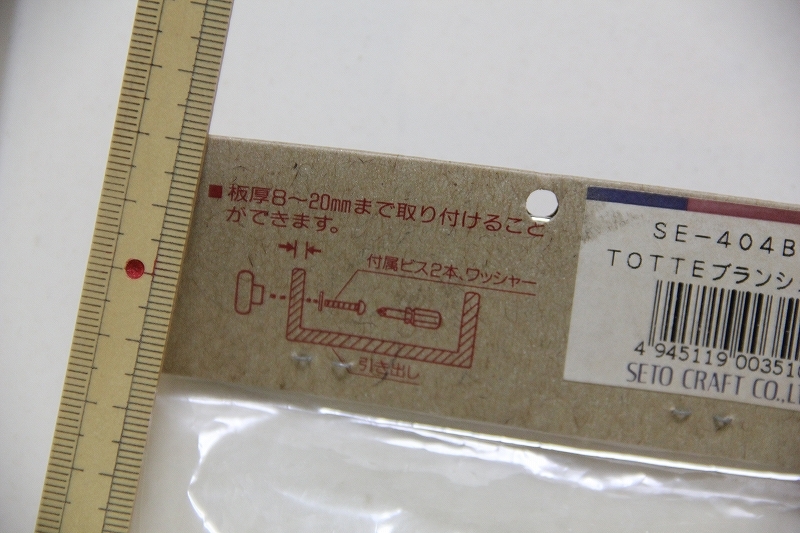 ■板厚8〜20mmまで取り付けること
ができます。
付属ビス2本、ワッシャー
引き出し
SE-404B
TOTTEブランシ
4 945119 00351
SETO CRAFT CO.,L